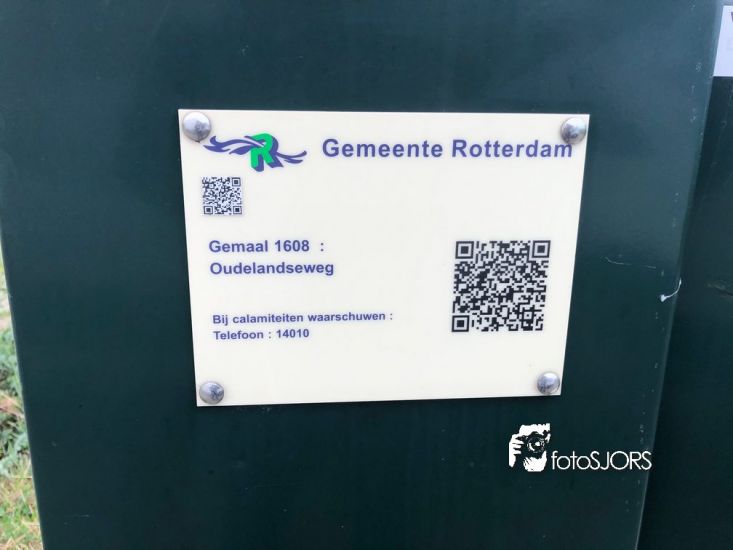 R
Gemeente Rotterdam
Gemaal 1608 :
Oudelandseweg
Bij calamiteiten waarschuwen :
Telefoon : 14010
fotoSJORS